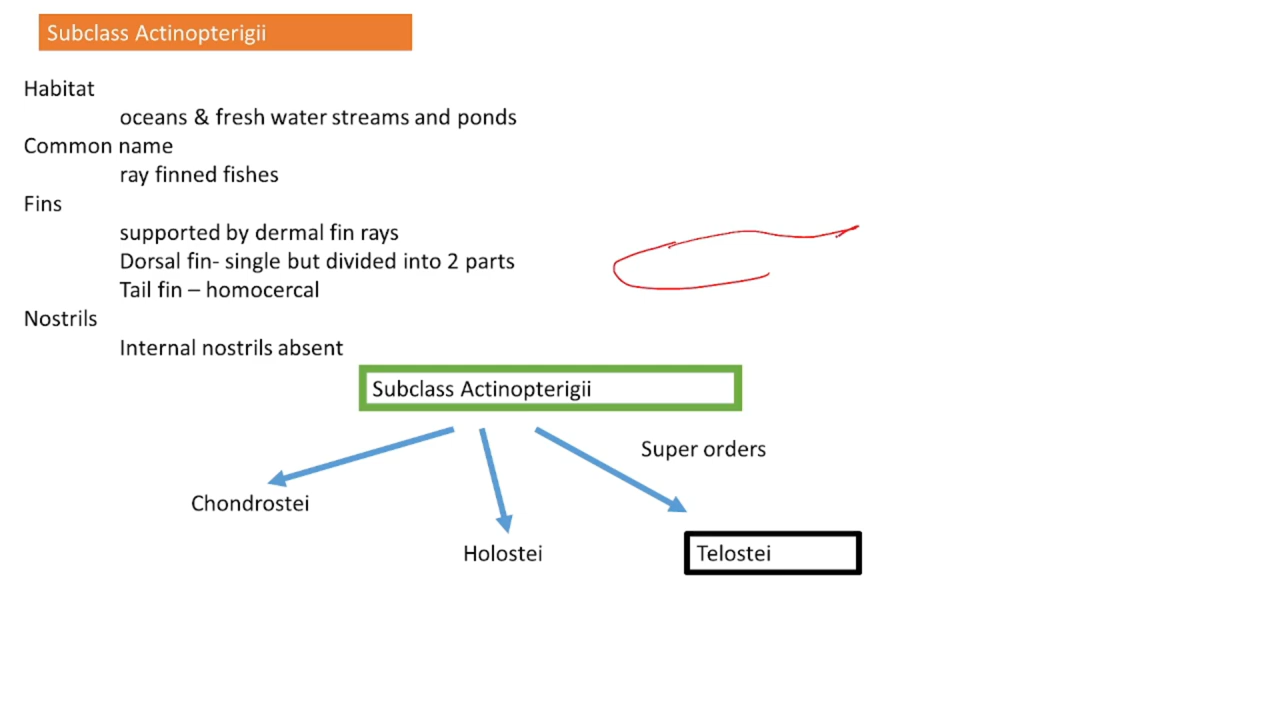 Subclass Actinopterigii
Habitat
oceans & fresh water streams and ponds
Common name
ray finned fishes
Fins
supported by dermal fin rays
Dorsal fin- single but divided into 2 parts
Tail fin – homocercal
Nostrils
Internal nostrils absent
Subclass Actinopterigii
Super orders
Chondrostei
Holostei
Telostei